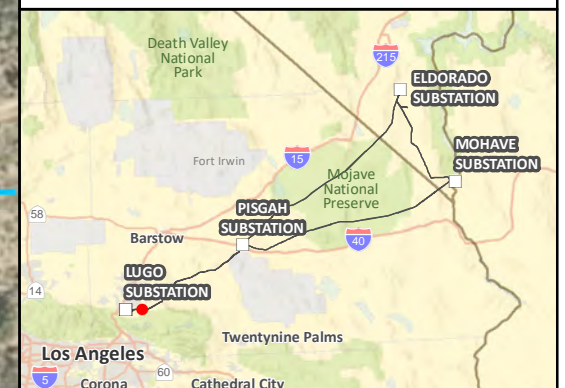 Death Valley
National
Park
215
ELDORADO
SUBSTATION
MOHAVE
SUBSTATION
Fort Irwin
15
Mojave
National
Preserve
PISGAH
SUBSTATION
58
Barstow
40
LUGO
SUBSTATION
14
Twentynine Palms
Los Angeles
5
60
Corona
Cathedral City